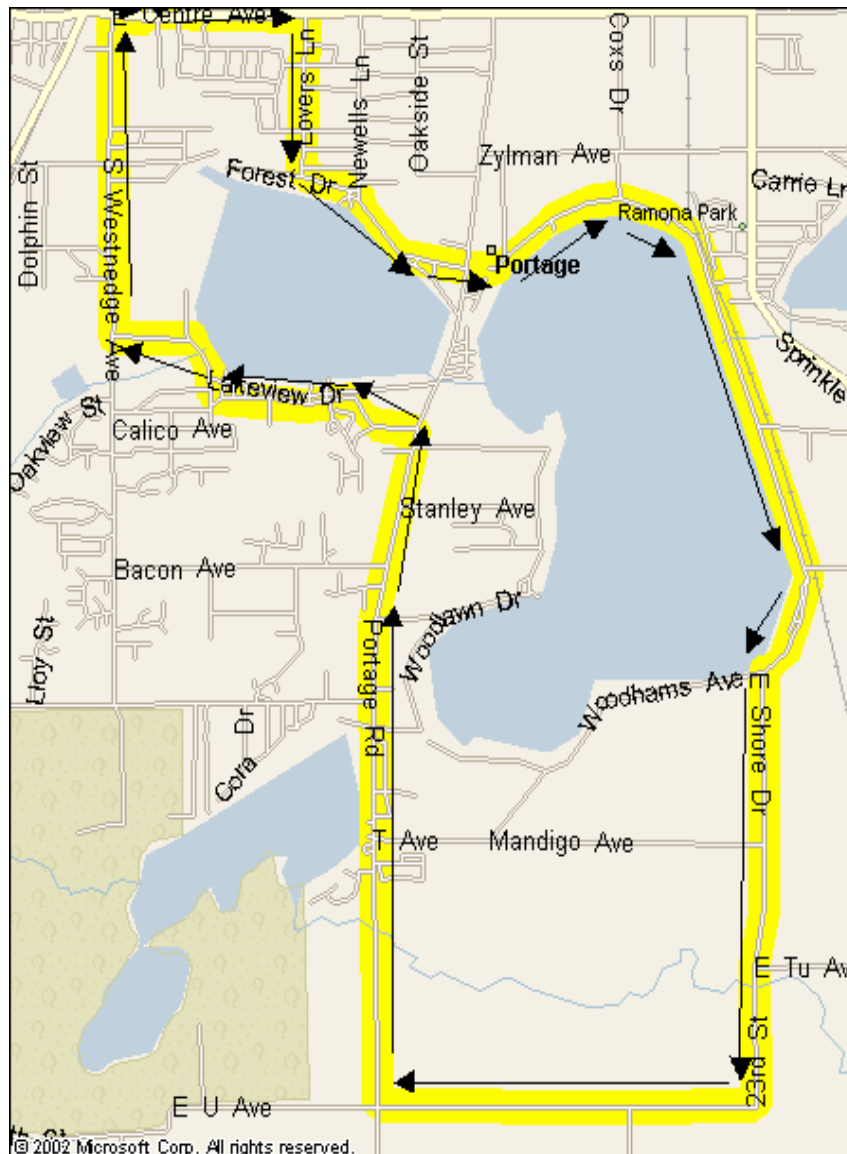 E Centre Ave
Lovers Ln
Newells Ln
Oakside St
Coxs Dr
Zylman Ave
Carrie Ln
Forest Dr
Dolphin St
S Westnedge Ave
Ramona Park
Portage
Sprinkle
Lakeview Dr
Oakview St
Calico Ave
Stanley Ave
Bacon Ave
Woodlawn Dr
Lloy St
Portage Rd
Woodhams Ave
E Shore Dr
Cora Dr
T Ave
Mandigo Ave
E Tu Av
23rd St
E U Ave
th St
© 2002 Microsoft Corp. All rights reserved.